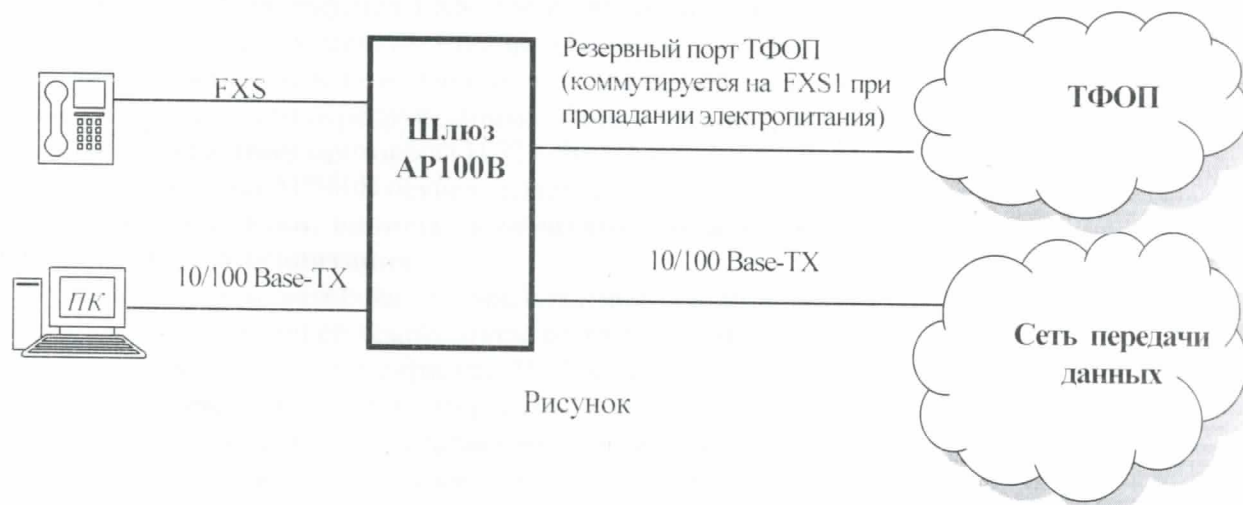 FXS
Шлюз
АР100В
Резервный порт ТФОП
(коммутируется на FXS1 при
пропадании электропитания)
ТФОП
ПК
10/100 Base-TX
10/100 Base-TX
Сеть передачи
данных
Рисунок